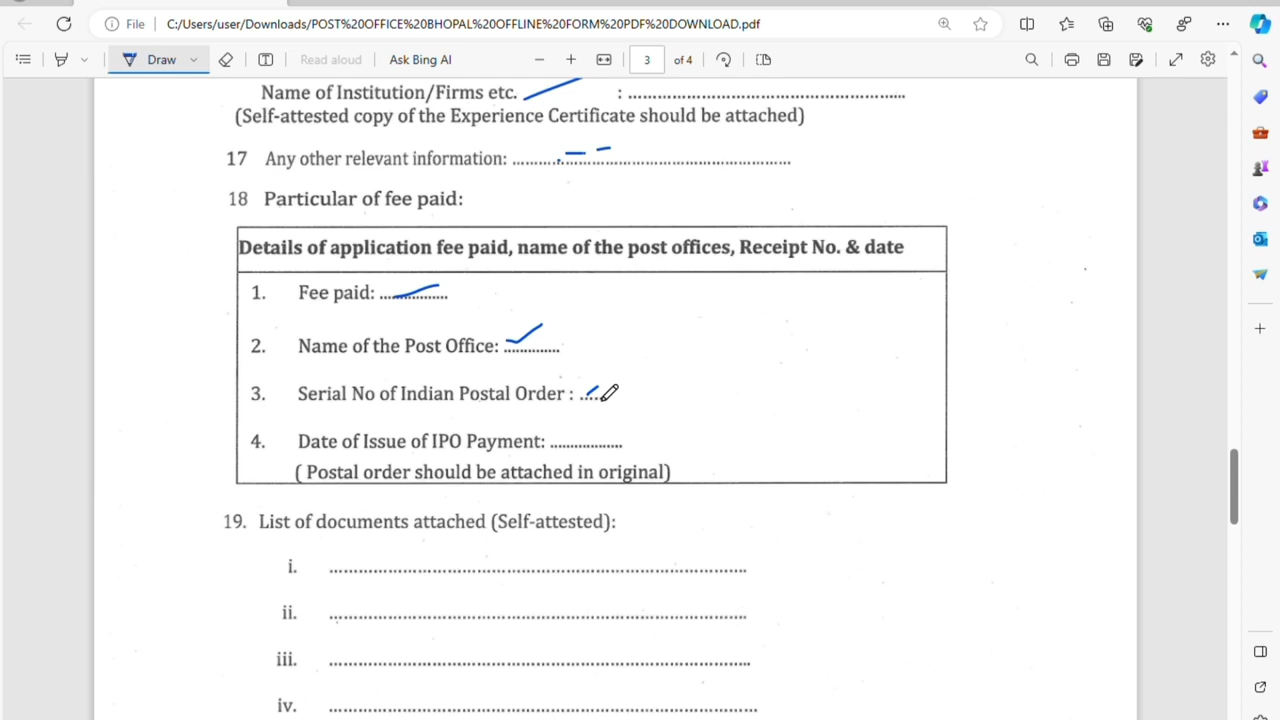 File
C:/Users/user/Downloads/POST%20OFFICE%20BHOPAL%20OFFLINE%20FORM%20PDF%20DOWNLOAD.pdf
Draw
Read aloud
Ask Bing AI
3 of 4
Name of Institution/Firms etc. : ................................................
(Self-attested copy of the Experience Certificate should be attached)
17 Any other relevant information: ................................................
18 Particular of fee paid:
Details of application fee paid, name of the post offices, Receipt No. & date
1. Fee paid: .................
2. Name of the Post Office: ..............
3. Serial No of Indian Postal Order : ....
4. Date of Issue of IPO Payment: ..................
( Postal order should be attached in original)
19. List of documents attached (Self-attested):
i. ................................................
ii. ................................................
iii. ................................................
iv. ................................................